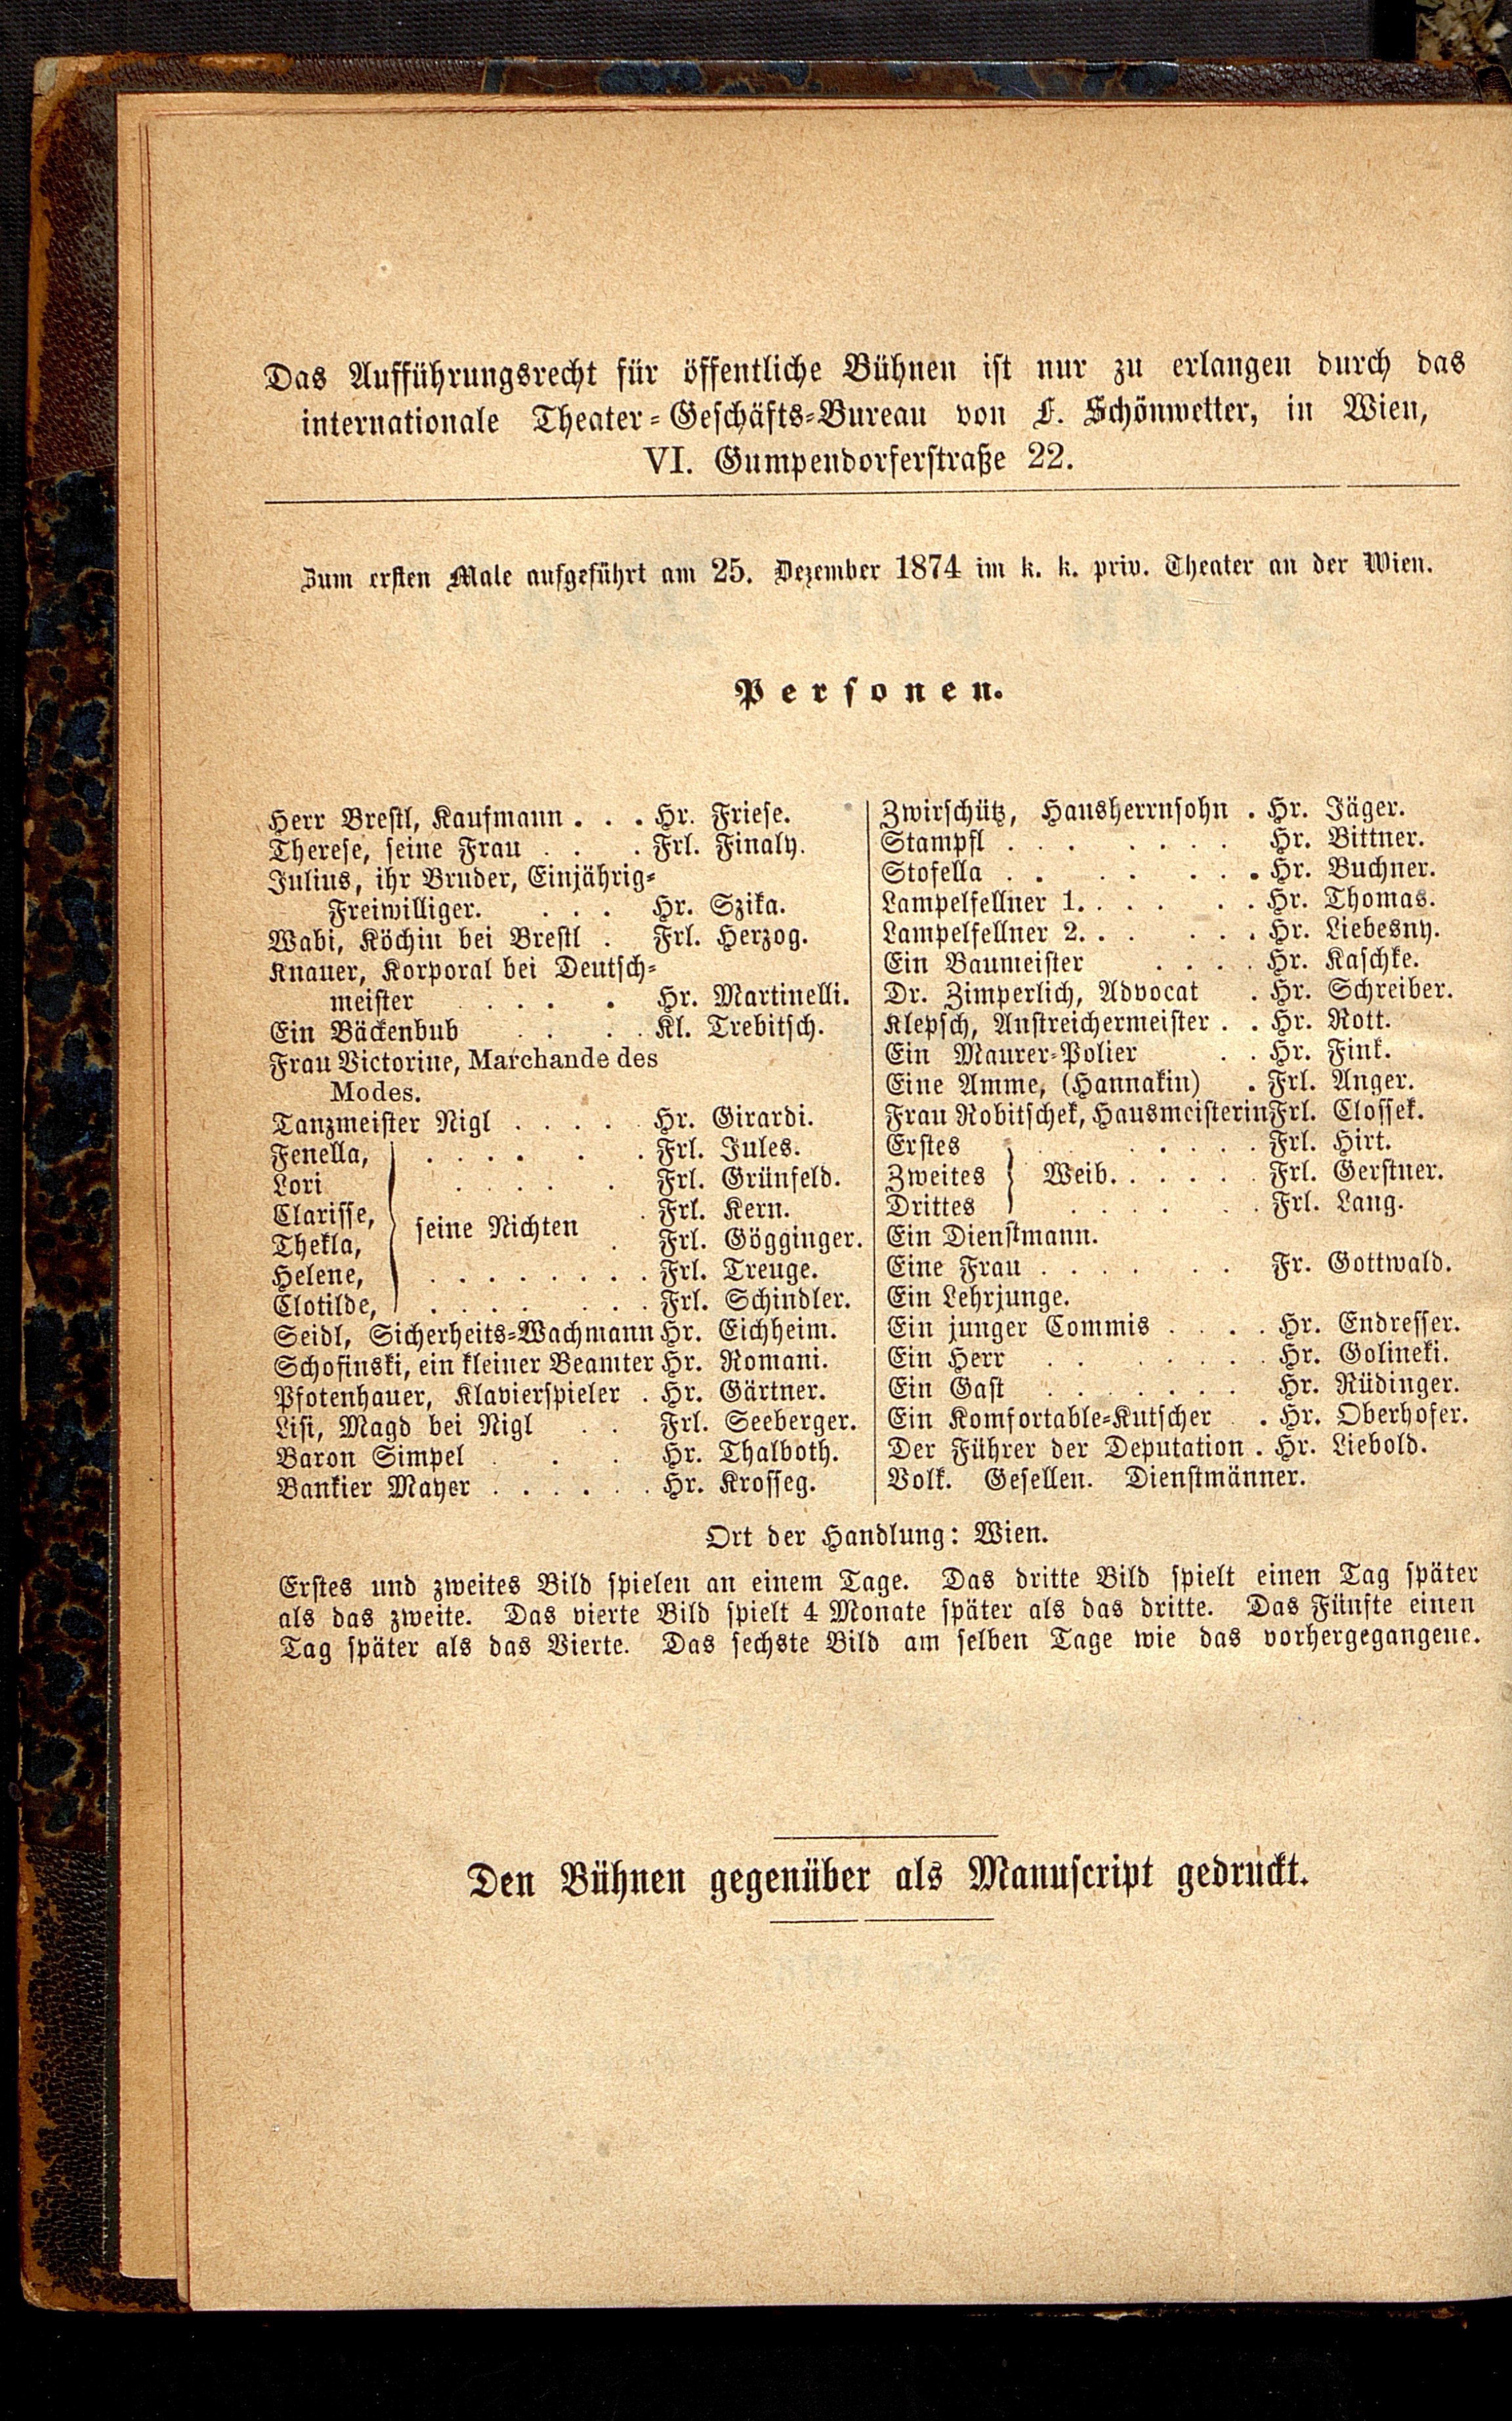 Das Aufführungsrecht für öffentliche Bühnen ist nur zu erlangen durch das
internationale Theater-Geschäfts-Bureau von L. Schönwetter, in Wien,
VI. Gumpendorferstraße 22.
Zum ersten Male aufgeführt am 25. Dezember 1874 im k. k. priv. Theater an der Wien.
Personen.
Herr Brestl, Kaufmann . . . Hr. Friese.
Therese, seine Frau . . . Frl. Finaly.
Julius, ihr Bruder, Einjährig-
Freiwilliger. . . . Hr. Szika.
Wabi, Köchin bei Brestl . Frl. Herzog.
Knauer, Korporal bei Deutsch-
meister . . . . Hr. Martinelli.
Ein Bäckenbub . . . . Kl. Trebitsch.
Frau Victorine, Marchande des
Modes.
Tanzmeister Nigl . . . . . Hr. Girardi.
Fenella, . . . . . . Frl. Jules.
Lori . . . . . Frl. Grünfeld.
Clarisse, . Frl. Kern.
seine Nichten
Thekla, . Frl. Gögginger.
Helene, . . . . . . . . Frl. Treuge.
Clotilde, . . . . . . . Frl. Schindler.
Seidl, Sicherheits-Wachmann Hr. Eichheim.
Schofinski, ein kleiner Beamter Hr. Romani.
Pfotenhauer, Klavierspieler . Hr. Gärtner.
Lisi, Magd bei Nigl . . Frl. Seeberger.
Baron Simpel . . . Hr. Thalboth.
Bankier Mayer . . . . . . Hr. Krosseg.
Zwirschütz, Hausherrnsohn . Hr. Jäger.
Stampfl . . . . . . . Hr. Bittner.
Stofella . . . . . . . Hr. Buchner.
Lampelfellner 1. . . . . . Hr. Thomas.
Lampelfellner 2. . . . . . Hr. Liebesny.
Ein Baumeister . . . . Hr. Kaschke.
Dr. Zimperlich, Advocat . Hr. Schreiber.
Klepsch, Anstreichermeister . . Hr. Rott.
Ein Maurer-Polier . . Hr. Fink.
Eine Amme, (Hannakin) . Frl. Anger.
Frau Robitschek, Hausmeisterin Frl. Clossek.
Erstes . . . . . Frl. Hirt.
Zweites Weib. . . . . . Frl. Gerstner.
Drittes . . . . . . Frl. Lang.
Ein Dienstmann.
Eine Frau . . . . . . Fr. Gottwald.
Ein Lehrjunge.
Ein junger Commis . . . . Hr. Endresser.
Ein Herr . . . . . . . Hr. Golineki.
Ein Gast . . . . . . Hr. Rüdinger.
Ein Komfortable-Kutscher . . Hr. Oberhofer.
Der Führer der Deputation . Hr. Liebold.
Volk. Gesellen. Dienstmänner.
Ort der Handlung: Wien.
Erstes und zweites Bild spielen an einem Tage. Das dritte Bild spielt einen Tag später
als das zweite. Das vierte Bild spielt 4 Monate später als das dritte. Das Fünfte einen
Tag später als das Vierte. Das sechste Bild am selben Tage wie das vorhergegangene.
Den Bühnen gegenüber als Manuscript gedruckt.